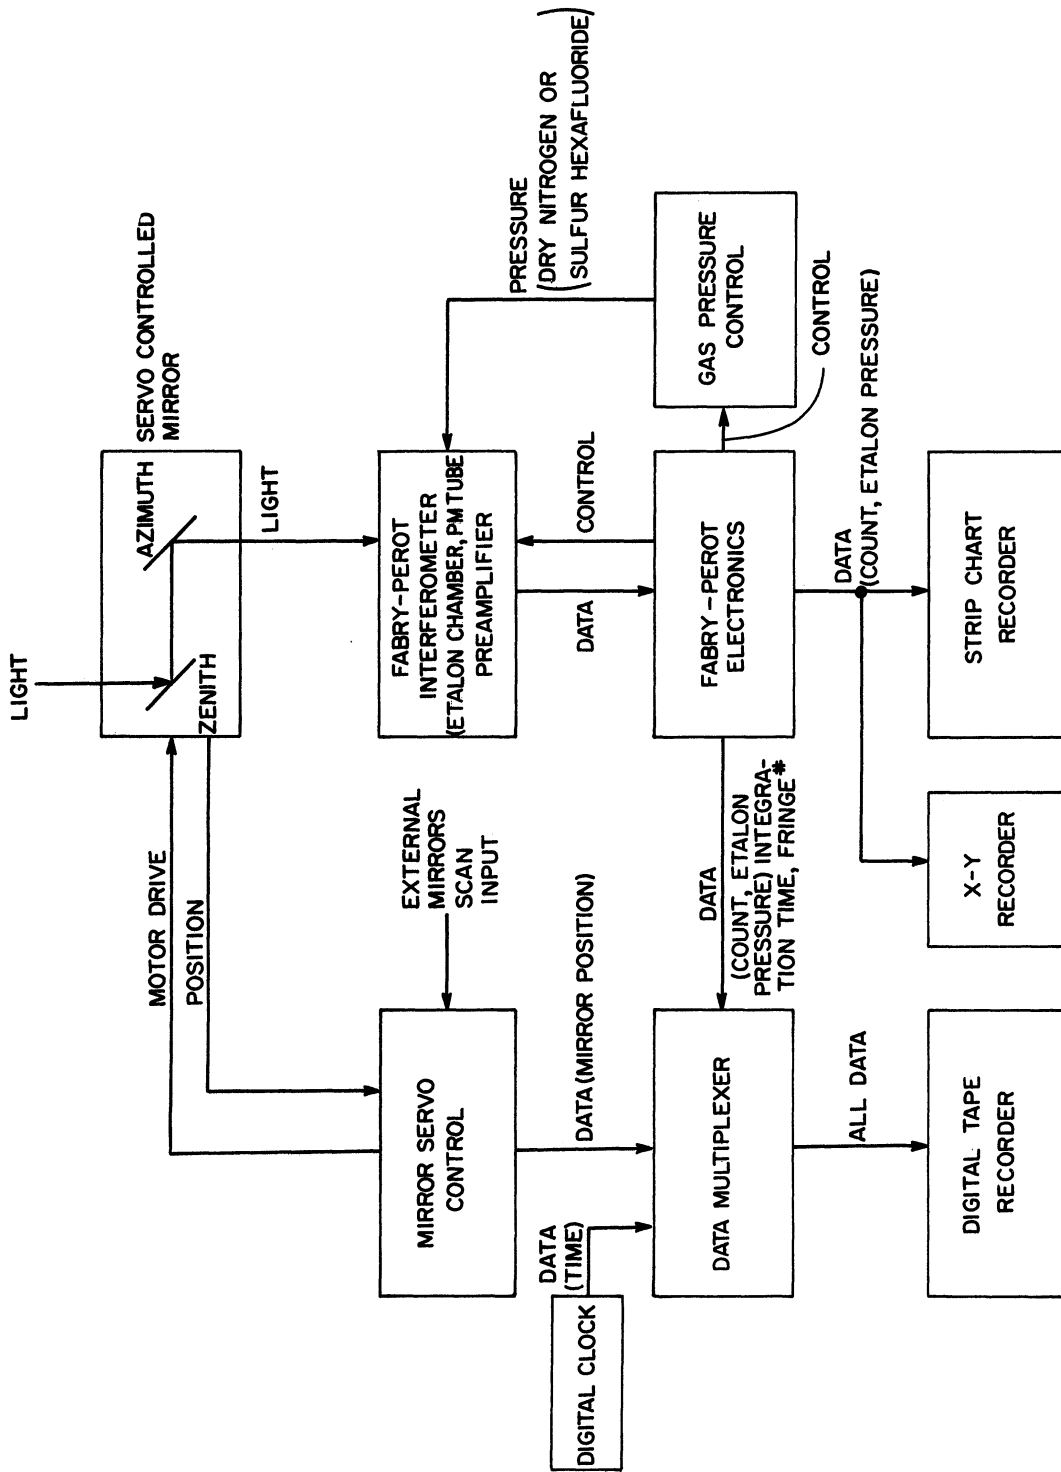 LIGHT
SERVO CONTROLLED
MIRROR
ZENITH
AZIMUTH
MOTOR DRIVE
POSITION
LIGHT
EXTERNAL
MIRRORS
SCAN
INPUT
PRESSURE
(DRY NITROGEN OR
SULFUR HEXAFLUORIDE)
MIRROR SERVO
CONTROL
FABRY-PEROT
INTERFEROMETER
(ETALON CHAMBER, PM TUBE
PREAMPLIFIER
DATA
(TIME)
DATA (MIRROR POSITION)
DATA
CONTROL
DIGITAL CLOCK
DATA MULTIPLEXER
DATA
(COUNT, ETALON
PRESSURE) INTEGRA-
TION TIME, FRINGE#
FABRY-PEROT
ELECTRONICS
GAS PRESSURE
CONTROL
CONTROL
ALL DATA
DATA
(COUNT, ETALON PRESSURE)
DIGITAL TAPE
RECORDER
X-Y
RECORDER
STRIP CHART
RECORDER